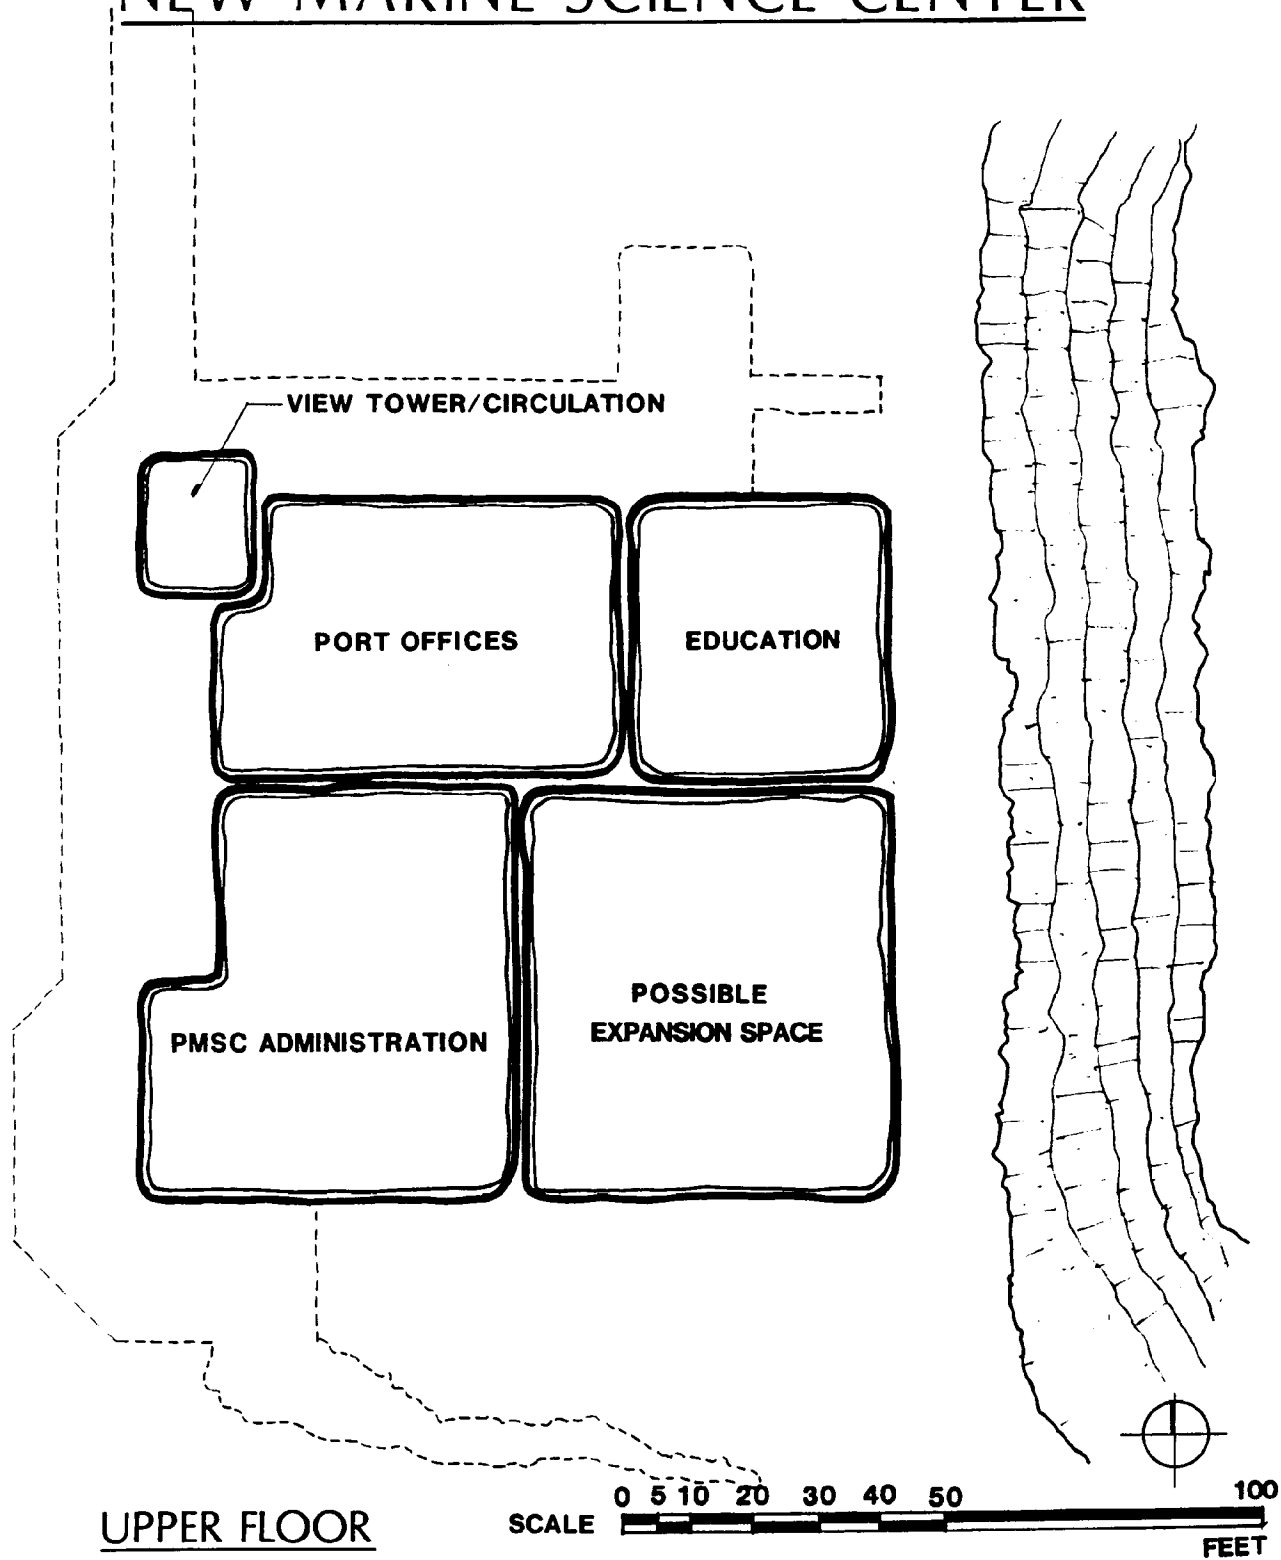 NEW MARINE SCIENCE CENTER
VIEW TOWER/CIRCULATION
PORT OFFICES
EDUCATION
PMSC ADMINISTRATION
POSSIBLE
EXPANSION SPACE
UPPER FLOOR
SCALE
0 5 10 20 30 40 50 100
FEET